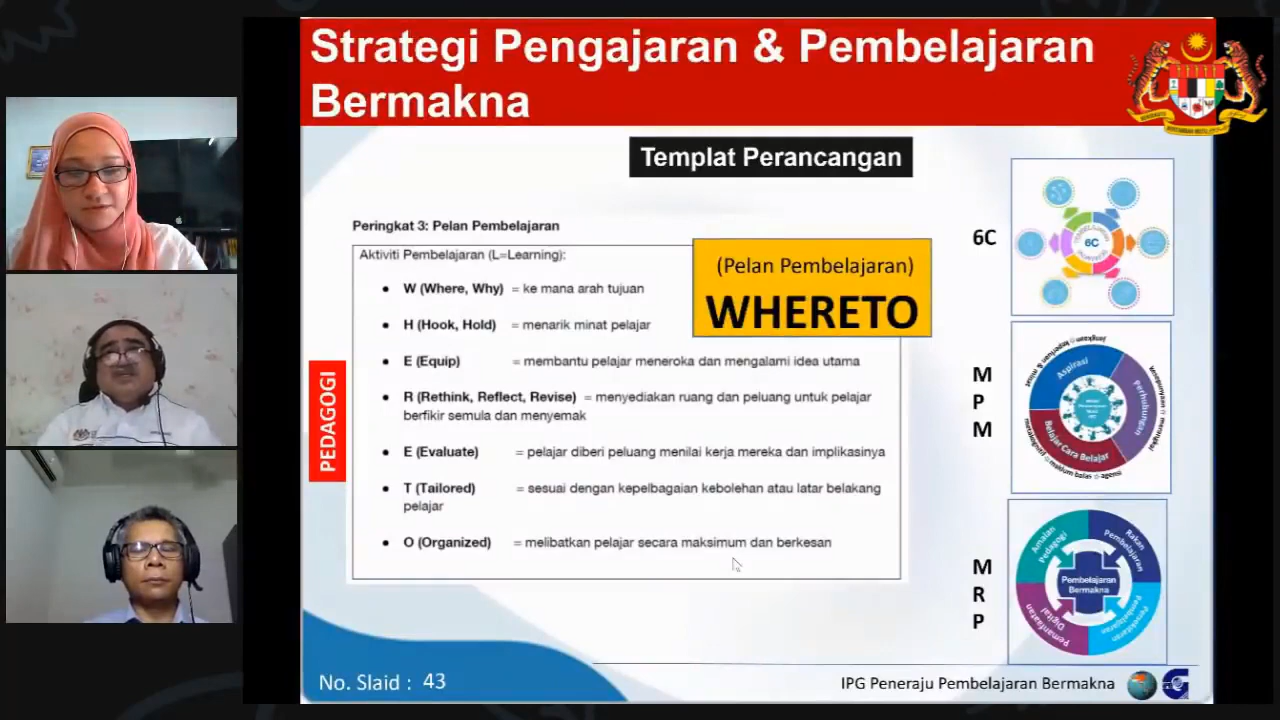 Strategi Pengajaran & Pembelajaran
Bermakna
Templat Perancangan
Peringkat 3: Pelan Pembelajaran
Aktiviti Pembelajaran (L=Learning):
(Pelan Pembelajaran)
WHERETO
• W (Where, Why) = ke mana arah tujuan
• H (Hook, Hold) = menarik minat pelajar
• E (Equip) = membantu pelajar meneroka dan mengalami idea utama
• R (Rethink, Reflect, Revise) = menyediakan ruang dan peluang untuk pelajar
berfikir semula dan menyemak
• E (Evaluate) = pelajar diberi peluang menilai kerja mereka dan implikasinya
• T (Tailored) = sesuai dengan kepelbagaian kebolehan atau latar belakang
pelajar
• O (Organized) = melibatkan pelajar secara maksimum dan berkesan
PEDAGOGI
6C
6C
M
P
M
Aspirasi
Perhubungan
Belajar Cara Belajar
M
R
P
Amalan
Pedagogi
Rakan
Pembelajaran
Pembelajaran
Bermakna
Pemanfaatan
Digital
Persekitaran
Pembelajaran
No. Slaid : 43
IPG Peneraju Pembelajaran Bermakna